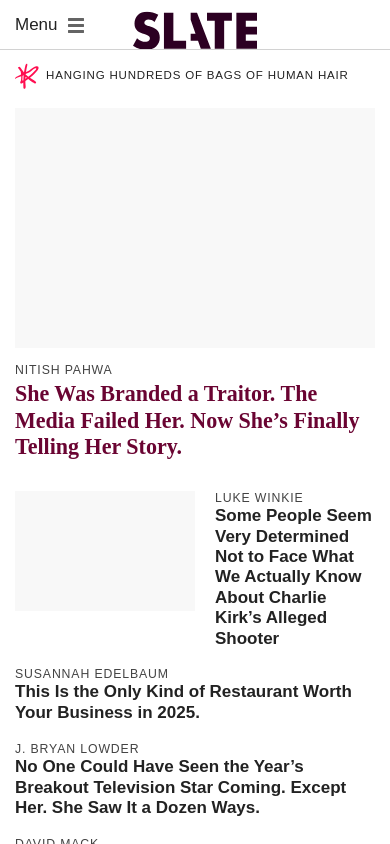 Menu
SLATE
HANGING HUNDREDS OF BAGS OF HUMAN HAIR
NITISH PAHWA
She Was Branded a Traitor. The
Media Failed Her. Now She’s Finally
Telling Her Story.
LUKE WINKIE
Some People Seem
Very Determined
Not to Face What
We Actually Know
About Charlie
Kirk’s Alleged
Shooter
SUSANNAH EDELBAUM
This Is the Only Kind of Restaurant Worth
Your Business in 2025.
J. BRYAN LOWDER
No One Could Have Seen the Year’s
Breakout Television Star Coming. Except
Her. She Saw It a Dozen Ways.
DAVID MACK